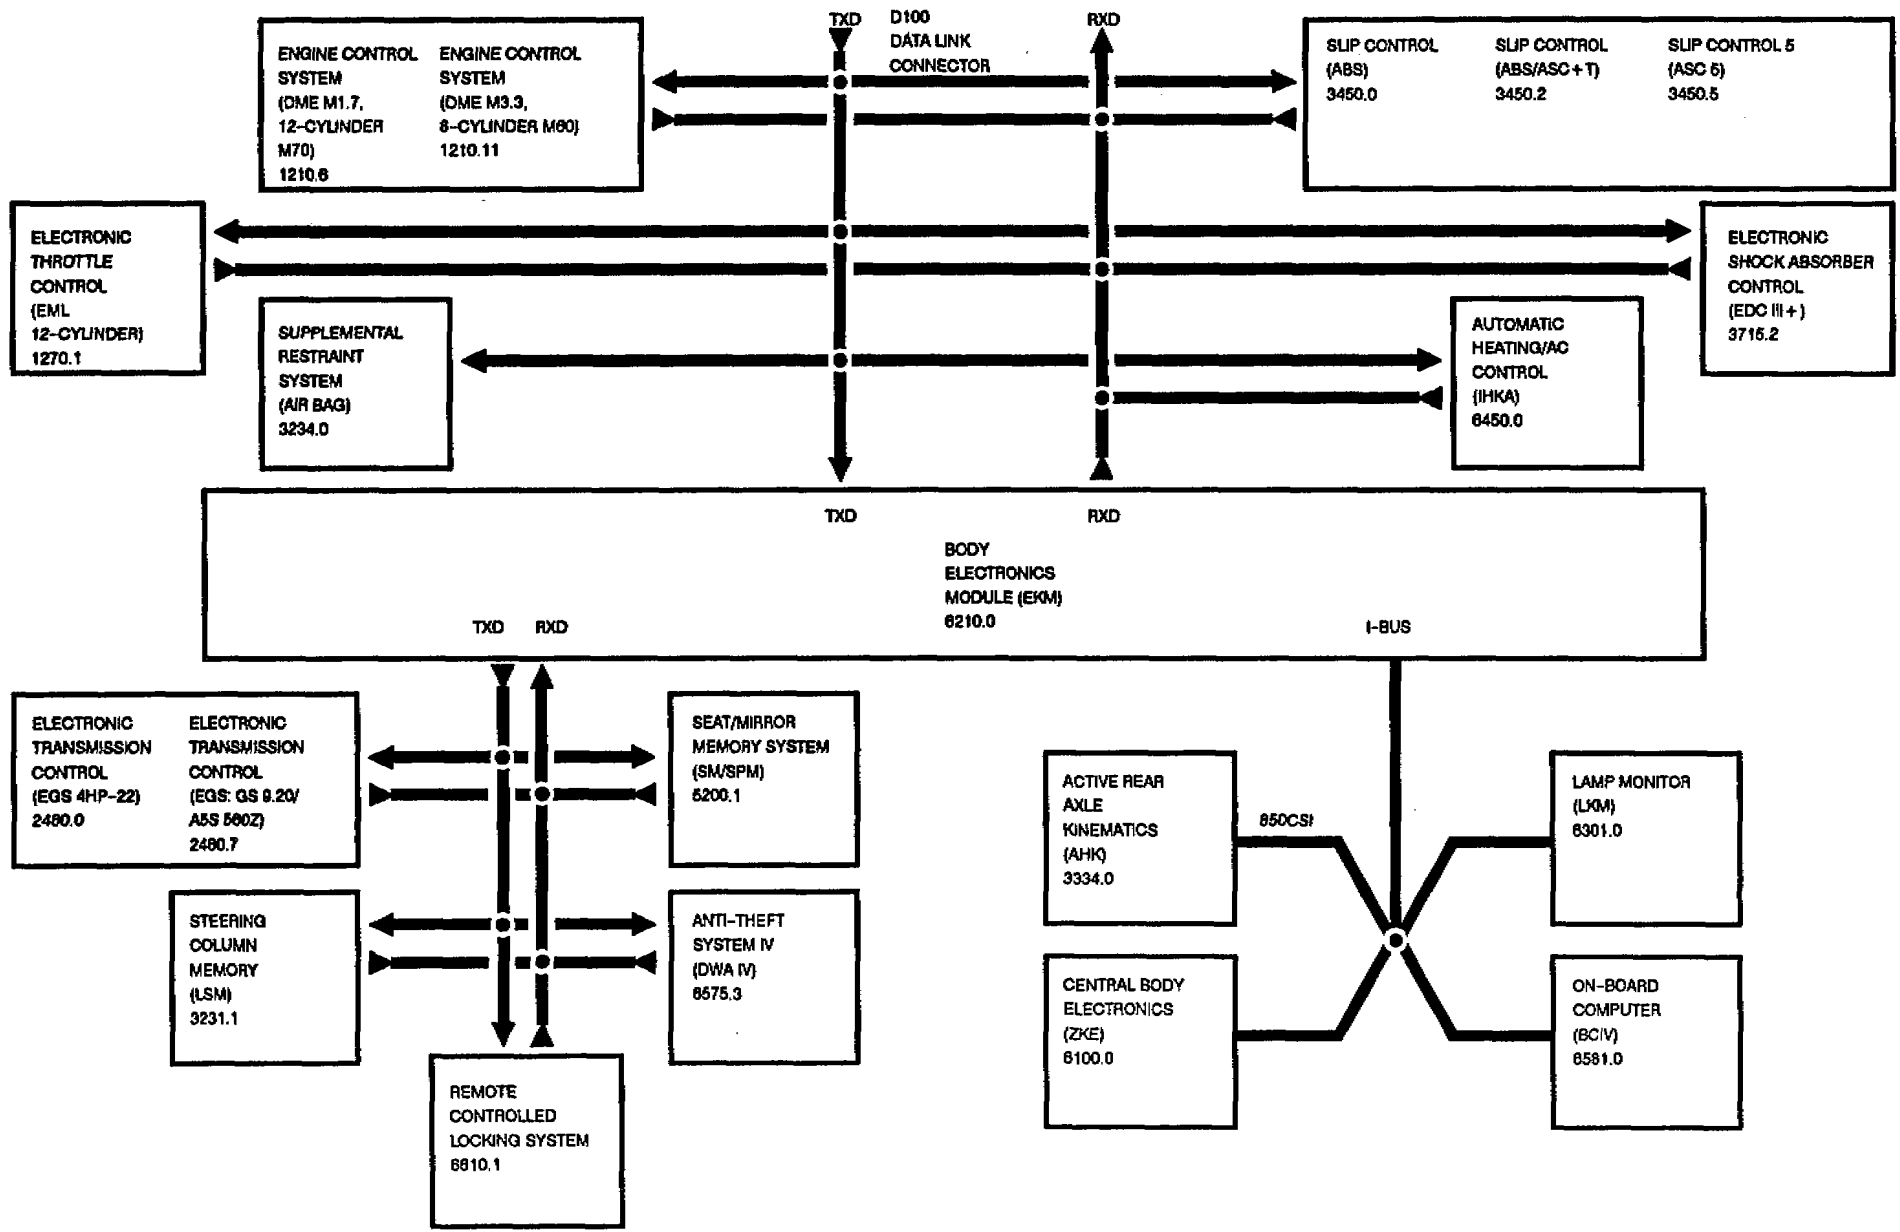 TXD
D100
DATA LINK
CONNECTOR
RXD
ENGINE CONTROL
SYSTEM
(DME M1.7,
12-CYLINDER
M70)
1210.6
ENGINE CONTROL
SYSTEM
(DME M3.3,
8-CYLINDER M60)
1210.11
SLIP CONTROL
(ABS)
3450.0
SLIP CONTROL
(ABS/ASC+T)
3450.2
SLIP CONTROL 5
(ASC 5)
3450.5
ELECTRONIC
THROTTLE
CONTROL
(EML
12-CYLINDER)
1270.1
ELECTRONIC
SHOCK ABSORBER
CONTROL
(EDC III+)
3715.2
SUPPLEMENTAL
RESTRAINT
SYSTEM
(AIR BAG)
3234.0
AUTOMATIC
HEATING/AC
CONTROL
(IHKA)
6450.0
TXD
RXD
BODY
ELECTRONICS
MODULE (EKM)
6210.0
TXD
RXD
I-BUS
ELECTRONIC
TRANSMISSION
CONTROL
(EGS 4HP-22)
2460.0
ELECTRONIC
TRANSMISSION
CONTROL
(EGS: GS 9.20/
A5S 560Z)
2460.7
SEAT/MIRROR
MEMORY SYSTEM
(SM/SPM)
5200.1
STEERING
COLUMN
MEMORY
(LSM)
3231.1
ANTI-THEFT
SYSTEM IV
(DWA IV)
6575.3
REMOTE
CONTROLLED
LOCKING SYSTEM
6610.1
ACTIVE REAR
AXLE
KINEMATICS
(AHK)
3334.0
850CSI
LAMP MONITOR
(LKM)
6301.0
CENTRAL BODY
ELECTRONICS
(ZKE)
6100.0
ON-BOARD
COMPUTER
(BCIV)
6581.0